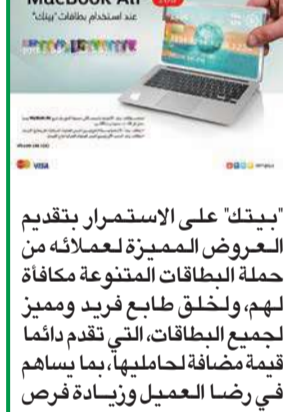 MacBook Air
عند استخدام بطاقات "بيتك"
VISA
"بيتك" على الاستمرار بتقديم
العروض المميزة لعملائه من
حملة البطاقات المتنوعة مكافأة
لهم، ولخلق طابع فريد ومميز
لجميع البطاقات، التي تقدم دائما
قيمة مضافة لحامليها، بما يساهم
في رضا العميل وزيادة فرص